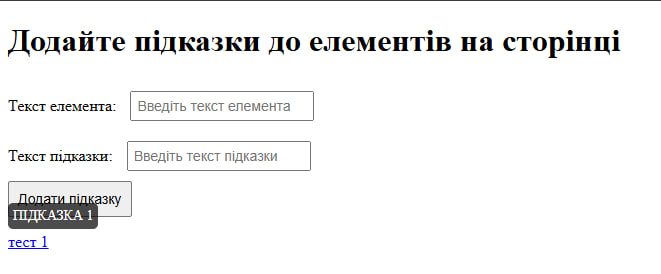 Додайте підказки до елементів на сторінці
Текст елемента: Введіть текст елемента
Текст підказки: Введіть текст підказки
Додати підказку
ПІДКАЗКА 1
тест 1